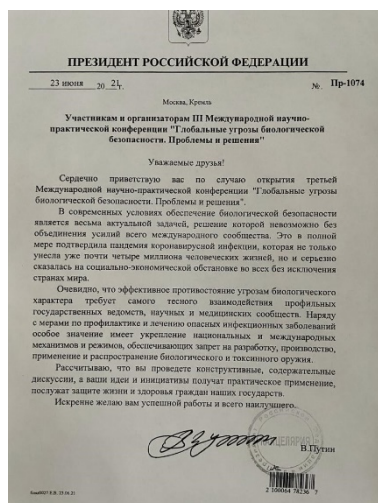 ПРЕЗИДЕНТ РОССИЙСКОЙ ФЕДЕРАЦИИ
23 июня 20 21г. № Пр-1074
Москва, Кремль
Участникам и организаторам III Международной научно-
практической конференции "Глобальные угрозы биологической
безопасности. Проблемы и решения"
Уважаемые друзья!
Сердечно приветствую вас по случаю открытия третьей
Международной научно-практической конференции "Глобальные угрозы
биологической безопасности. Проблемы и решения".
В современных условиях обеспечение биологической безопасности
является весьма актуальной задачей, решение которой невозможно без
объединения усилий всего международного сообщества. Это в полной
мере подтвердила пандемия коронавирусной инфекции, которая не только
унесла уже почти четыре миллиона человеческих жизней, но и серьезно
сказалась на социально-экономической обстановке во всех без исключения
странах мира.
Очевидно, что эффективное противостояние угрозам биологического
характера требует самого тесного взаимодействия профильных
государственных ведомств, научных и медицинских сообществ. Наряду
с мерами по профилактике и лечению опасных инфекционных заболеваний
особое значение имеет укрепление национальных и международных
механизмов и режимов, обеспечивающих запрет на разработку, производство,
применение и распространение биологического и токсинного оружия.
Рассчитываю, что вы проведете конструктивные, содержательные
дискуссии, а ваши идеи и инициативы получат практическое применение,
послужат защите жизни и здоровья граждан наших государств.
Искренне желаю вам успешной работы и всего наилучшего.
КАНЦЕЛЯРИЯ
В.Путин
2 100064 78236 7